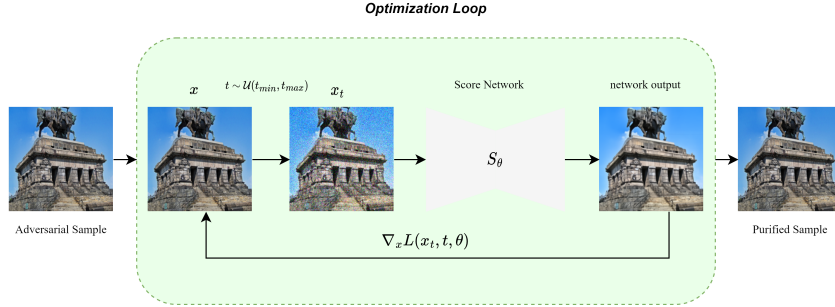 Optimization Loop
x
t ~ 𝒰(t_min, t_max)
x_t
Score Network
network output
S_θ
Adversarial Sample
Purified Sample
∇_x L(x_t, t, θ)